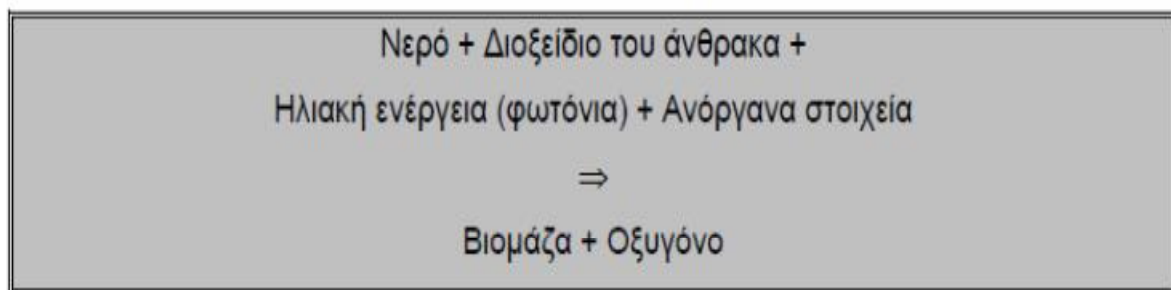 Νερό + Διοξείδιο του άνθρακα +
Ηλιακή ενέργεια (φωτόνια) + Ανόργανα στοιχεία
⇒
Βιομάζα + Οξυγόνο